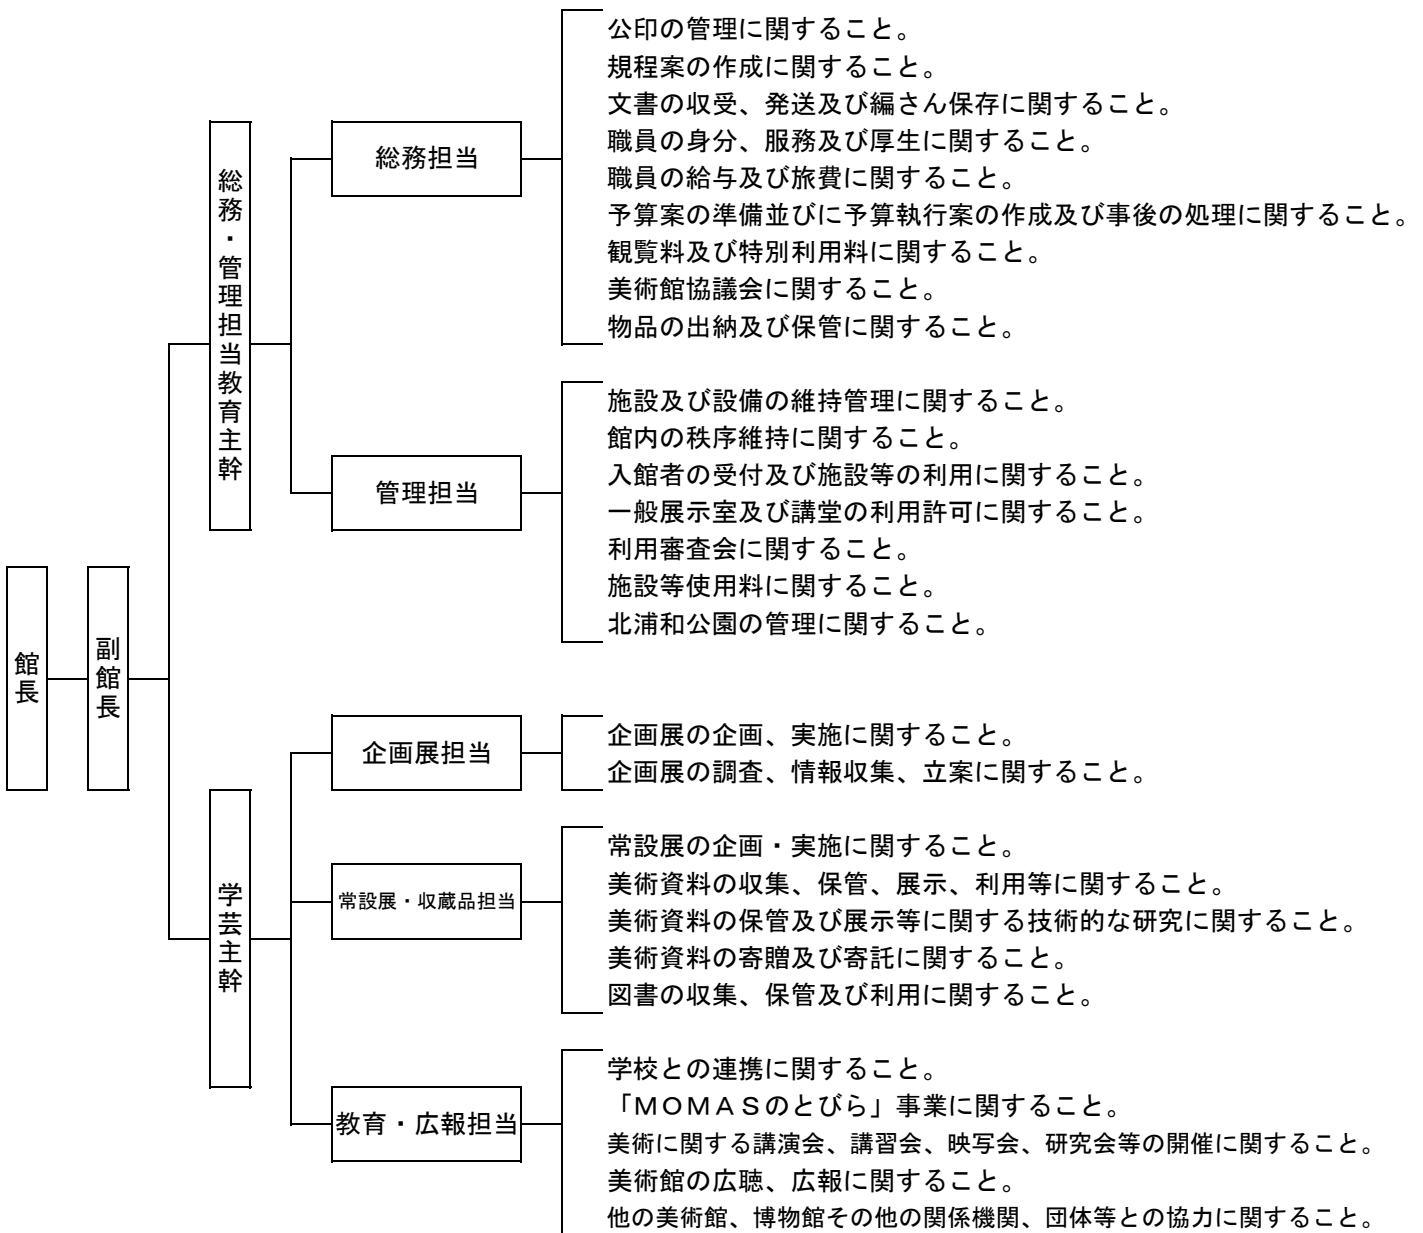 館長
副館長
総務・管理担当教育主幹
総務担当
公印の管理に関すること。
規程案の作成に関すること。
文書の収受、発送及び編さん保存に関すること。
職員の身分、服務及び厚生に関すること。
職員の給与及び旅費に関すること。
予算案の準備並びに予算執行案の作成及び事後の処理に関すること。
観覧料及び特別利用料に関すること。
美術館協議会に関すること。
物品の出納及び保管に関すること。
管理担当
施設及び設備の維持管理に関すること。
館内の秩序維持に関すること。
入館者の受付及び施設等の利用に関すること。
一般展示室及び講堂の利用許可に関すること。
利用審査会に関すること。
施設等使用料に関すること。
北浦和公園の管理に関すること。
学芸主幹
企画展担当
企画展の企画、実施に関すること。
企画展の調査、情報収集、立案に関すること。
常設展・収蔵品担当
常設展の企画・実施に関すること。
美術資料の収集、保管、展示、利用等に関すること。
美術資料の保管及び展示等に関する技術的な研究に関すること。
美術資料の寄贈及び寄託に関すること。
図書の収集、保管及び利用に関すること。
教育・広報担当
学校との連携に関すること。
「ＭＯＭＡＳのとびら」事業に関すること。
美術に関する講演会、講習会、映写会、研究会等の開催に関すること。
美術館の広聴、広報に関すること。
他の美術館、博物館その他の関係機関、団体等との協力に関すること。